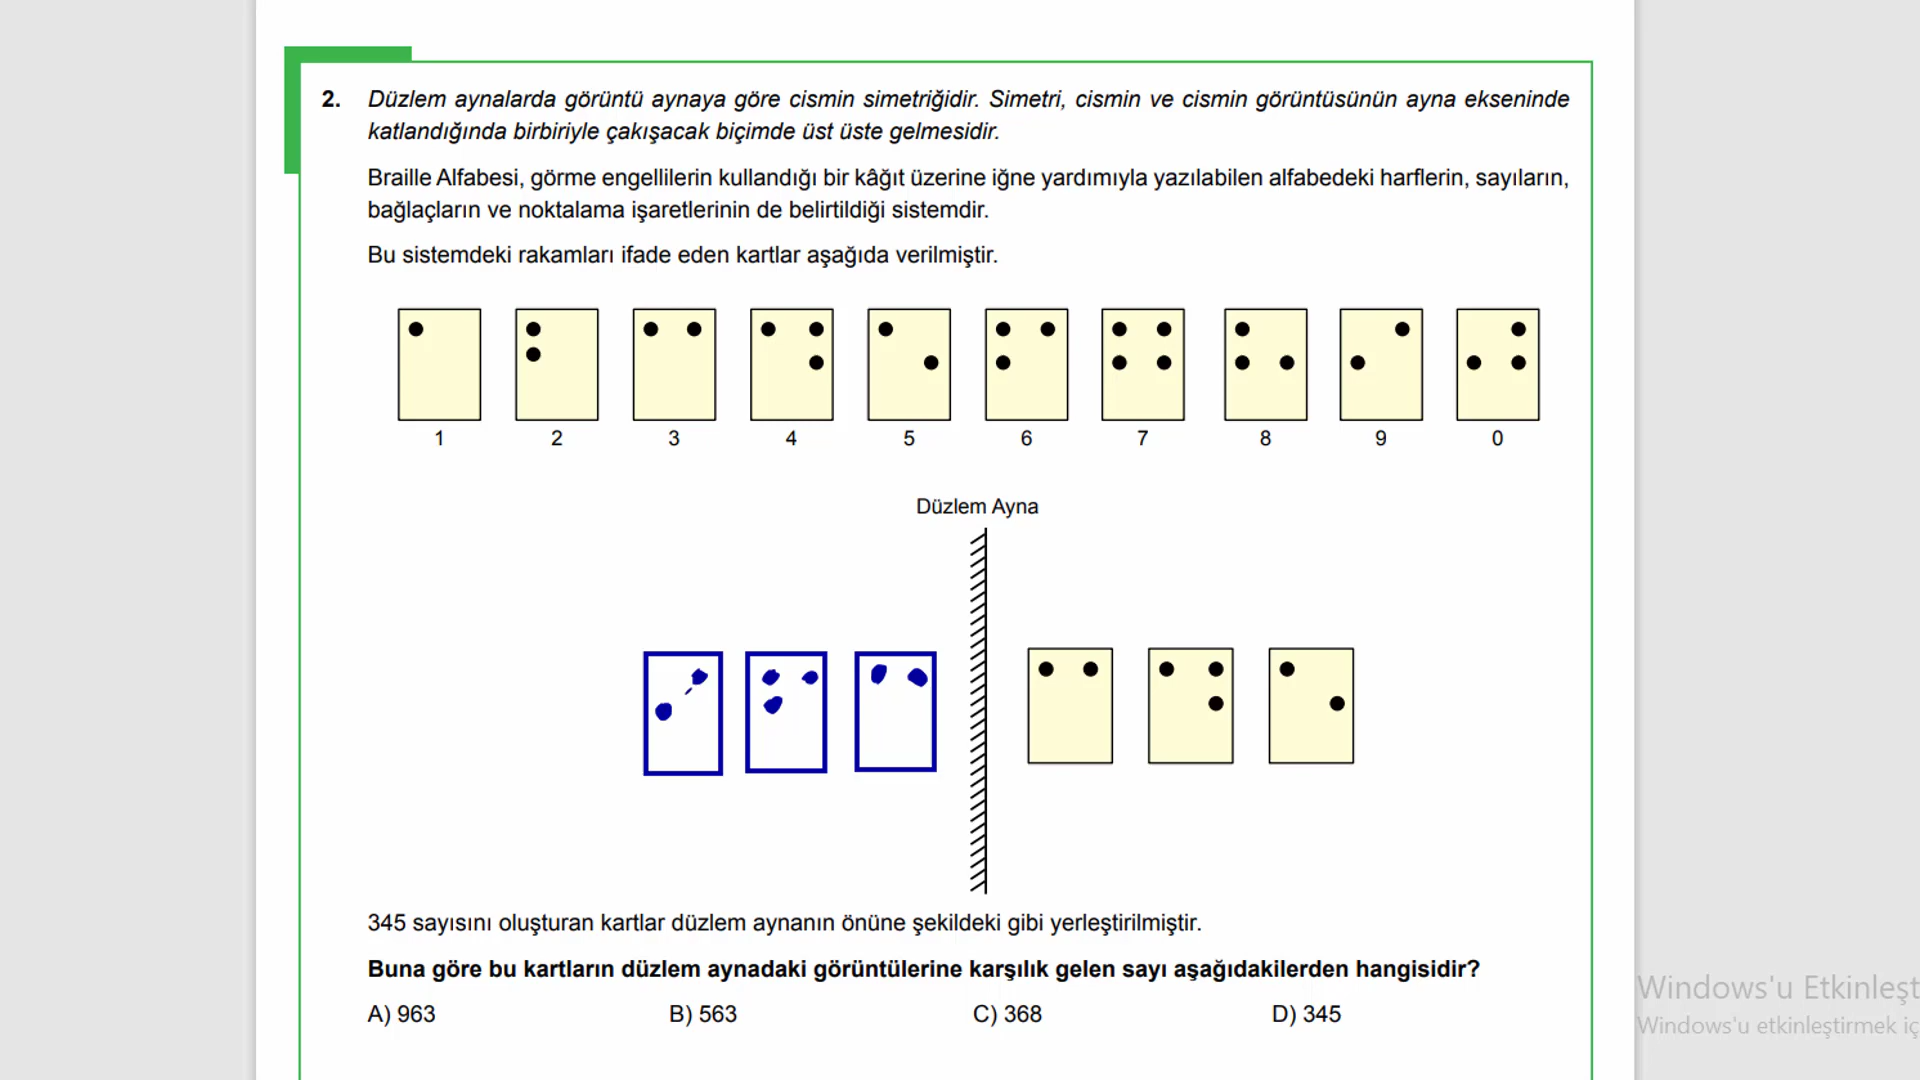 2. Düzlem aynalarda görüntü aynaya göre cismin simetriğidir. Simetri, cismin ve cismin görüntüsünün ayna ekseninde
katlandığında birbiriyle çakışacak biçimde üst üste gelmesidir.
Braille Alfabesi, görme engellilerin kullandığı bir kâğıt üzerine iğne yardımıyla yazılabilen alfabedeki harflerin, sayıların,
bağlaçların ve noktalama işaretlerinin de belirtildiği sistemdir.
Bu sistemdeki rakamları ifade eden kartlar aşağıda verilmiştir.
1 2 3 4 5 6 7 8 9 0
Düzlem Ayna
345 sayısını oluşturan kartlar düzlem aynanın önüne şekildeki gibi yerleştirilmiştir.
Buna göre bu kartların düzlem aynadaki görüntülerine karşılık gelen sayı aşağıdakilerden hangisidir?
A) 963 B) 563 C) 368 D) 345
Windows'u Etkinleşt
Windows'u etkinleştirmek iç